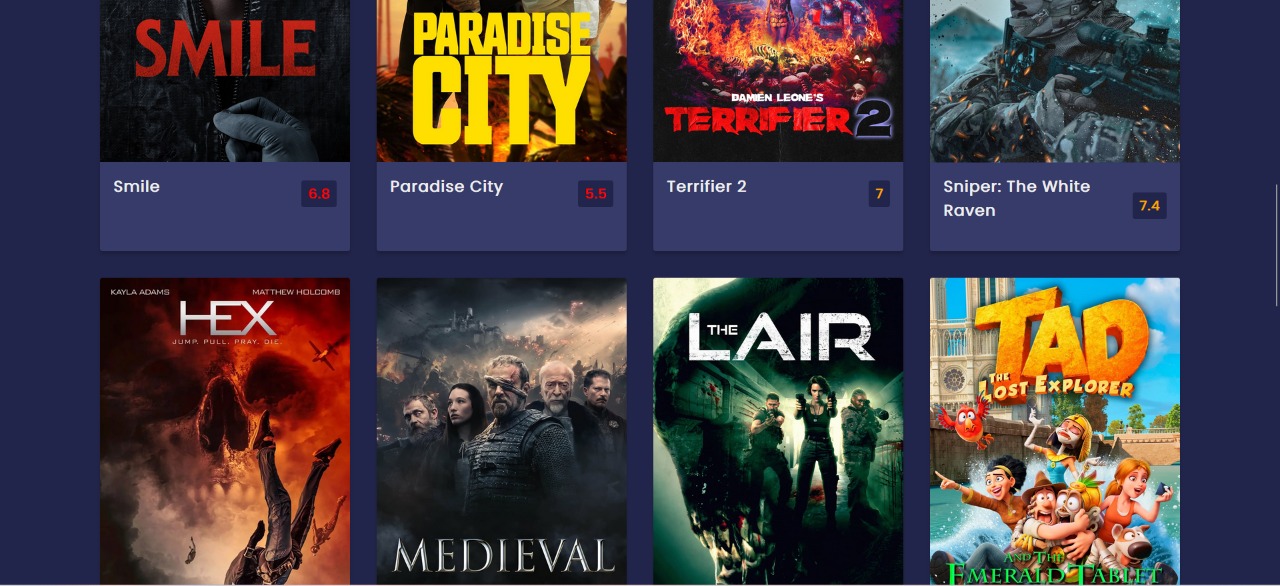 SMILE
PARADISE
CITY
DAMIEN LEONE'S
TERRIFIER 2
Smile
6.8
Paradise City
5.5
Terrifier 2
7
Sniper: The White
Raven
7.4
KAYLA ADAMS MATTHEW HOLCOMB
HEX
JUMP. PULL. PRAY. DIE.
MEDIEVAL
THE LAIR
TAD
THE
LOST EXPLORER
AND THE
EMERALD TABLET